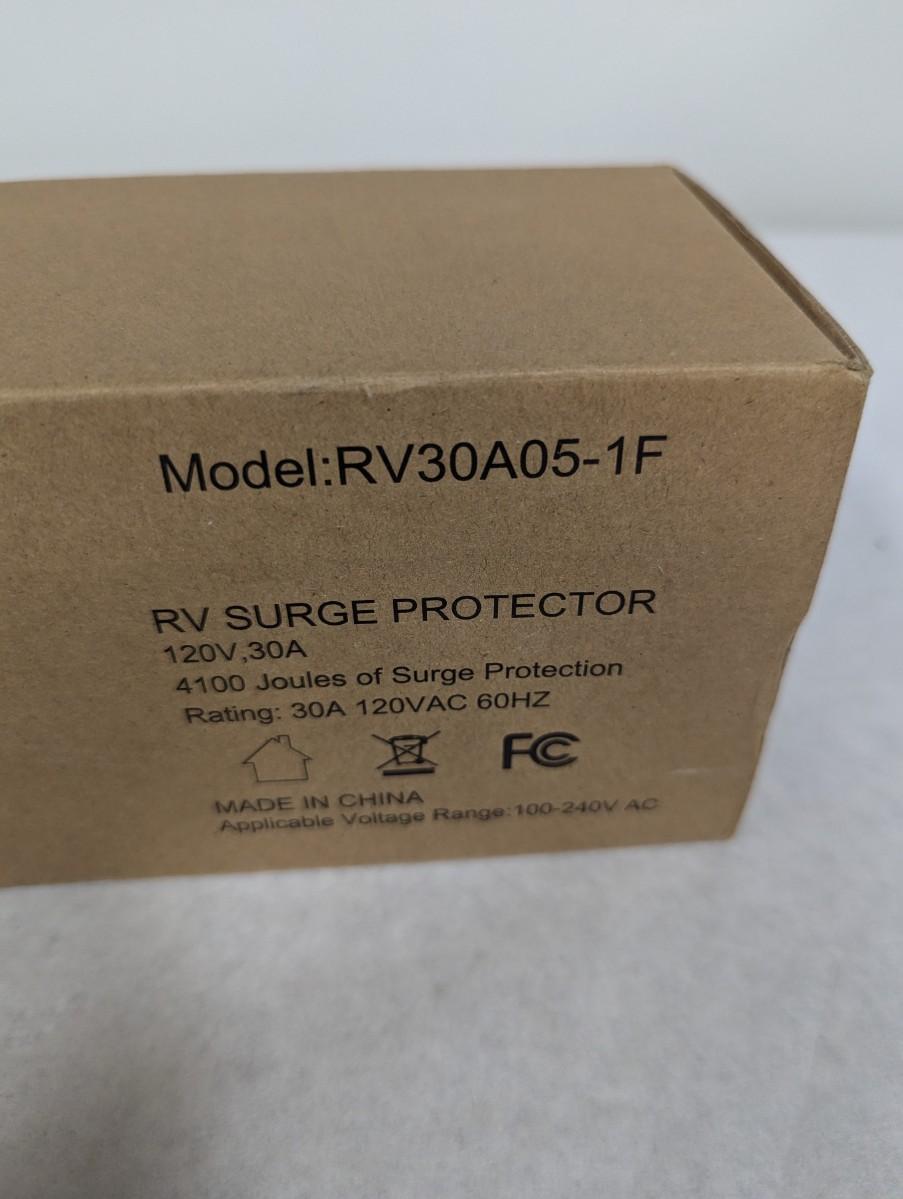 Model:RV30A05-1F
RV SURGE PROTECTOR
120V,30A
4100 Joules of Surge Protection
Rating: 30A 120VAC 60HZ
FC
MADE IN CHINA
Applicable Voltage Range:100-240V AC